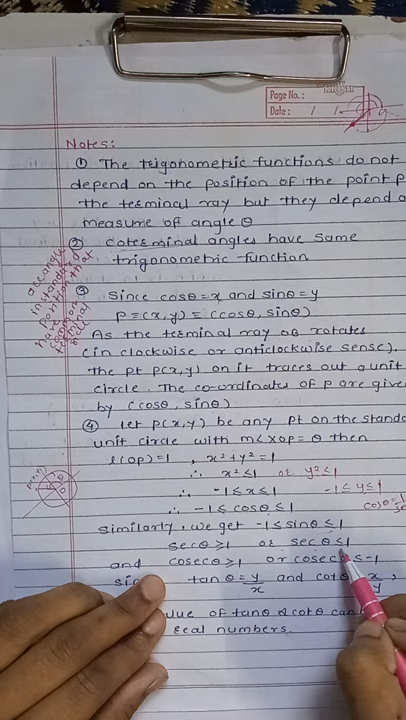 Page No. :
Date : / /
Notes:
① The trigonometric functions do not
depend on the position of the point P
the terminal ray but they depend o
measure of angle θ
② coterminal angles have same
trigonometric function
③ Since cosθ=x and sinθ=y
P=(x,y)=(cosθ,sinθ)
As the terminal ray OB rotates
(in clockwise or anticlockwise sense),
the pt P(x,y) on it traces out a unit
circle. The co-ordinates of P are give
by (cosθ,sinθ)
④ let P(x,y) be any pt on the standa
unit circle with m∠XOP=θ then
l(OP)=1 , x²+y²=1
∴ x²≤1 or y²≤1
∴ -1≤x≤1 -1≤y≤1
∴ -1≤cosθ≤1
similarly, we get -1≤sinθ≤1
secθ≥1 or secθ≤1
and cosecθ≥1 or cosec ≤-1
sin tanθ=y/x and cot x/y,
lue of tanθ & cotθ can
real numbers.